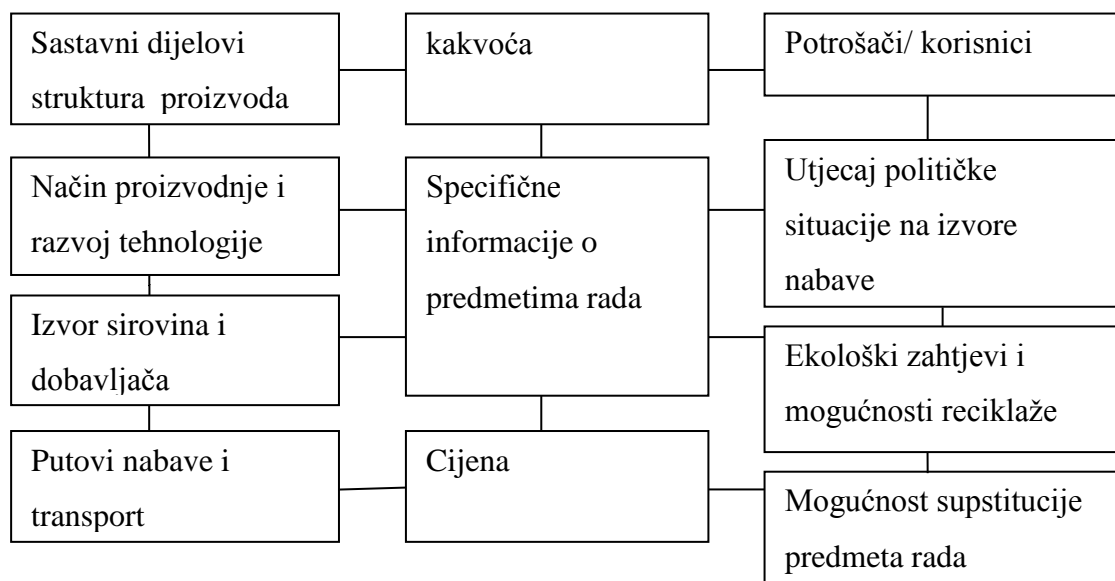 Sastavni dijelovi
struktura proizvoda
kakvoća
Potrošači/ korisnici
Način proizvodnje i
razvoj tehnologije
Specifične
informacije o
predmetima rada
Utjecaj političke
situacije na izvore
nabave
Izvor sirovina i
dobavljača
Ekološki zahtjevi i
mogućnosti reciklaže
Putovi nabave i
transport
Cijena
Mogućnost supstitucije
predmeta rada